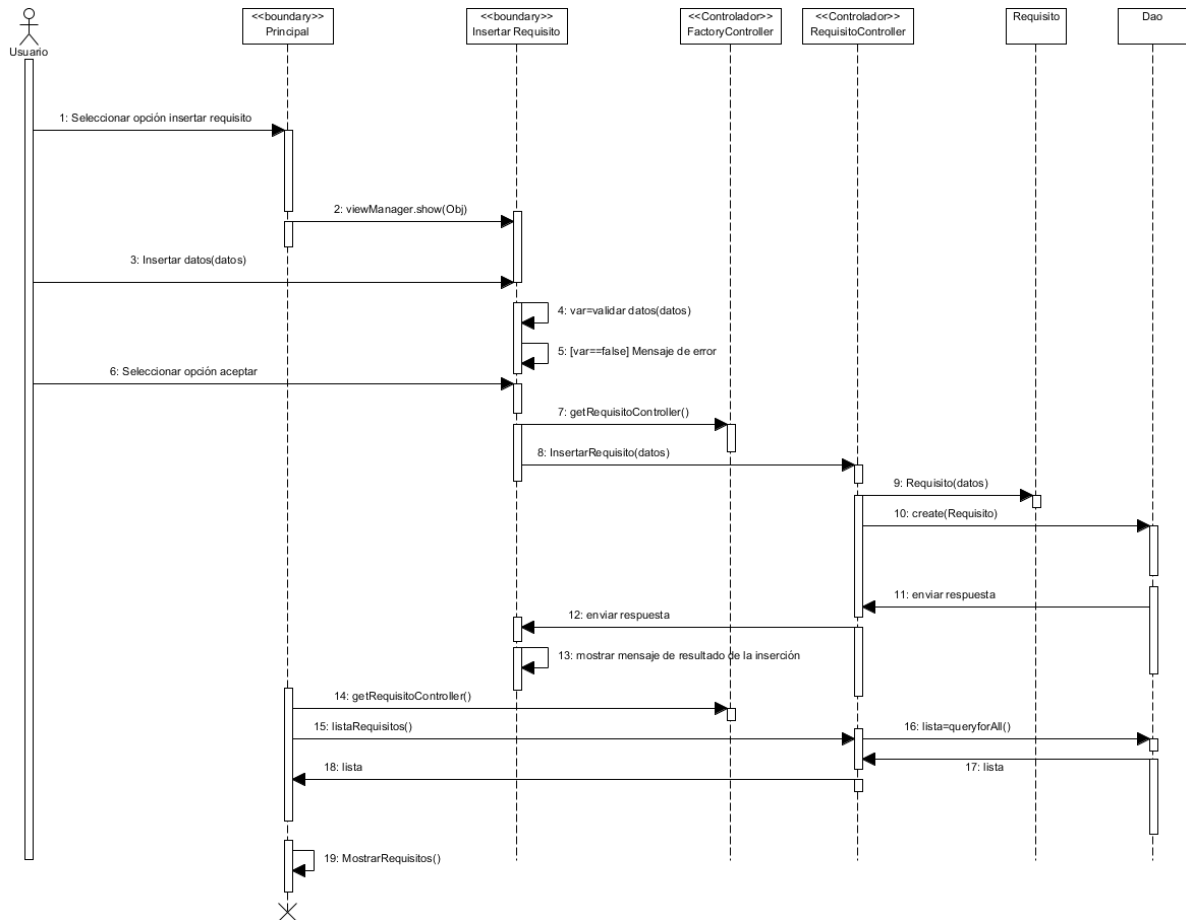 Usuario
<<boundary>>
Principal
<<boundary>>
Insertar Requisito
<<Controlador>>
FactoryController
<<Controlador>>
RequisitoController
Requisito
Dao
1: Seleccionar opción insertar requisito
2: viewManager.show(Obj)
3: Insertar datos(datos)
4: var=validar datos(datos)
5: [var==false] Mensaje de error
6: Seleccionar opción aceptar
7: getRequisitoController()
8: InsertarRequisito(datos)
9: Requisito(datos)
10: create(Requisito)
11: enviar respuesta
12: enviar respuesta
13: mostrar mensaje de resultado de la inserción
14: getRequisitoController()
15: listaRequisitos()
16: lista=queryforAll()
17: lista
18: lista
19: MostrarRequisitos()